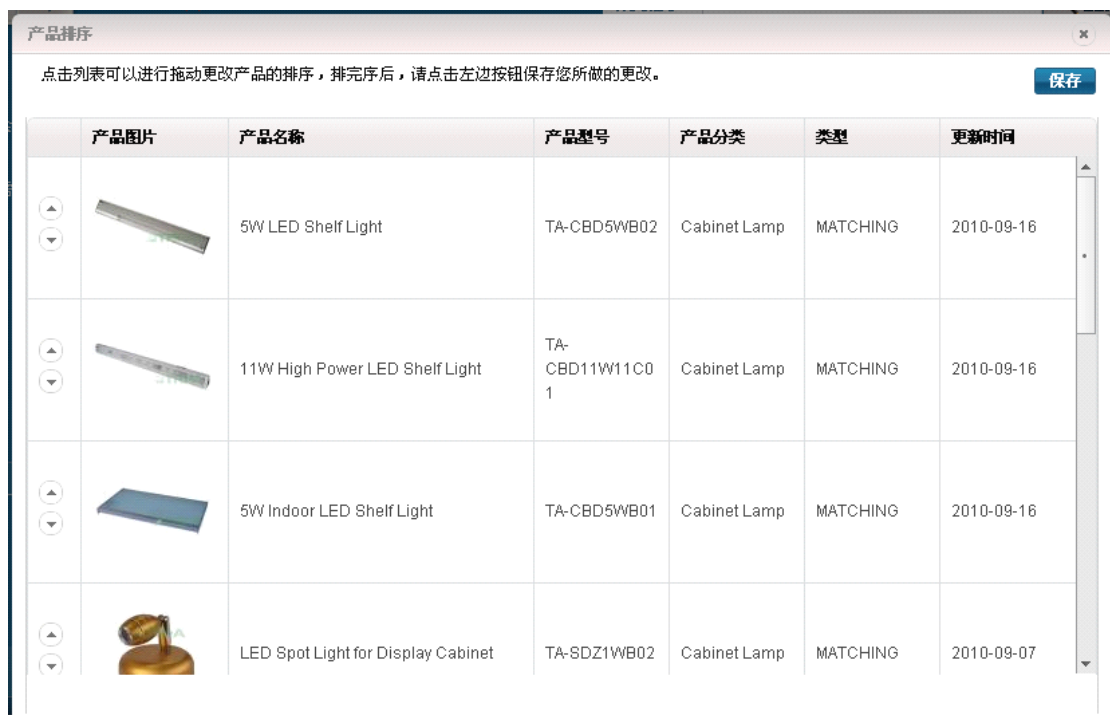 产品排序
点击列表可以进行拖动更改产品的排序，排完序后，请点击左边按钮保存您所做的更改。
保存
产品图片 产品名称 产品型号 产品分类 类型 更新时间
5W LED Shelf Light TA-CBD5WB02 Cabinet Lamp MATCHING 2010-09-16
TA-
11W High Power LED Shelf Light CBD11W11C0 Cabinet Lamp MATCHING 2010-09-16
1
5W Indoor LED Shelf Light TA-CBD5WB01 Cabinet Lamp MATCHING 2010-09-16
LED Spot Light for Display Cabinet TA-SDZ1WB02 Cabinet Lamp MATCHING 2010-09-07